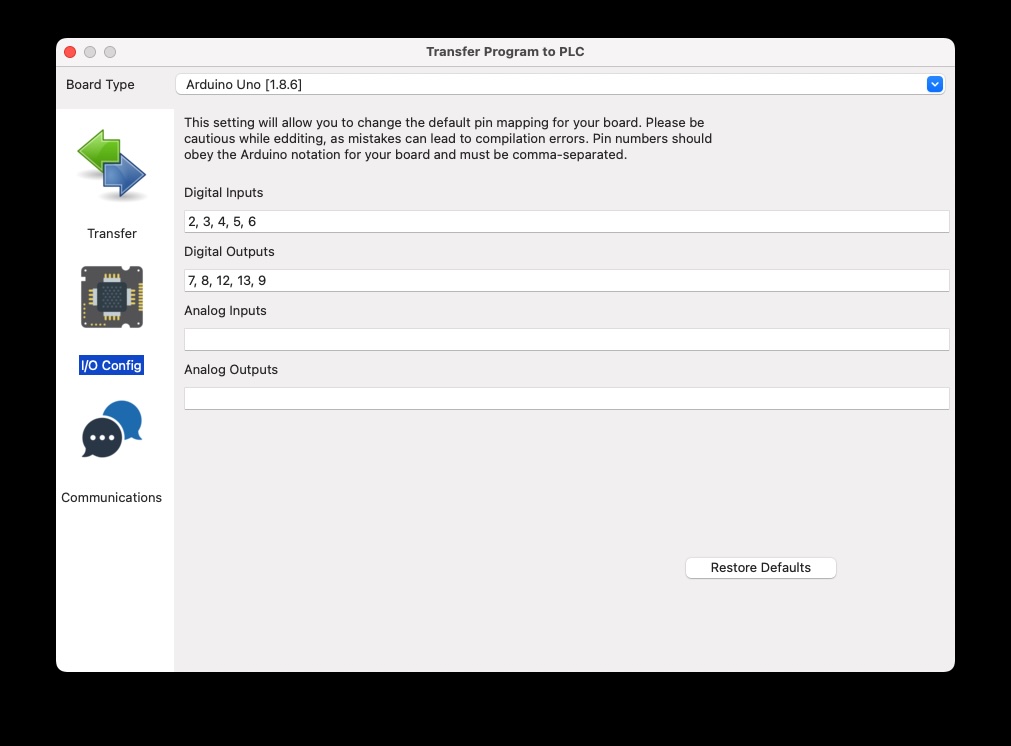 Transfer Program to PLC
Board Type
Arduino Uno [1.8.6]
This setting will allow you to change the default pin mapping for your board. Please be
cautious while edditing, as mistakes can lead to compilation errors. Pin numbers should
obey the Arduino notation for your board and must be comma-separated.
Digital Inputs
2, 3, 4, 5, 6
Digital Outputs
7, 8, 12, 13, 9
Analog Inputs
Analog Outputs
Restore Defaults
Transfer
I/O Config
Communications